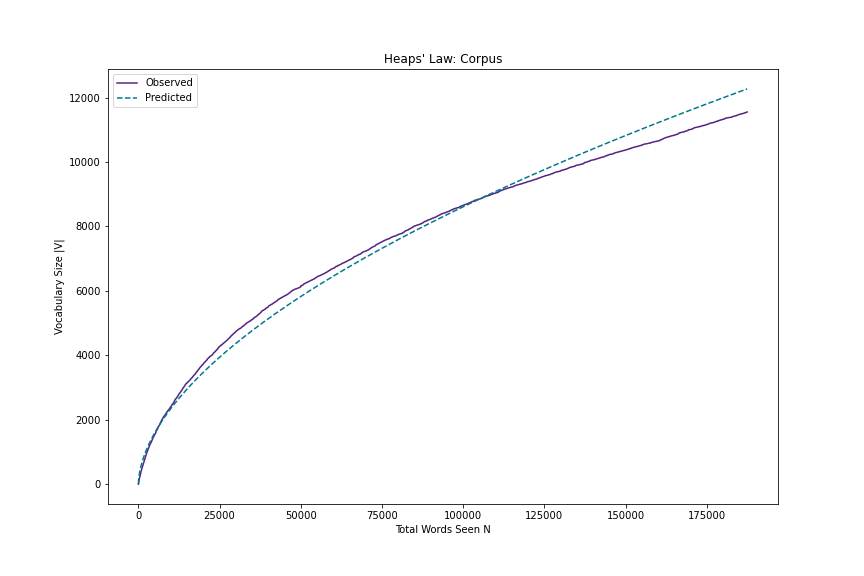 Heaps' Law: Corpus
Observed
Predicted
12000
10000
8000
6000
4000
2000
0
Vocabulary Size |V|
0 25000 50000 75000 100000 125000 150000 175000
Total Words Seen N